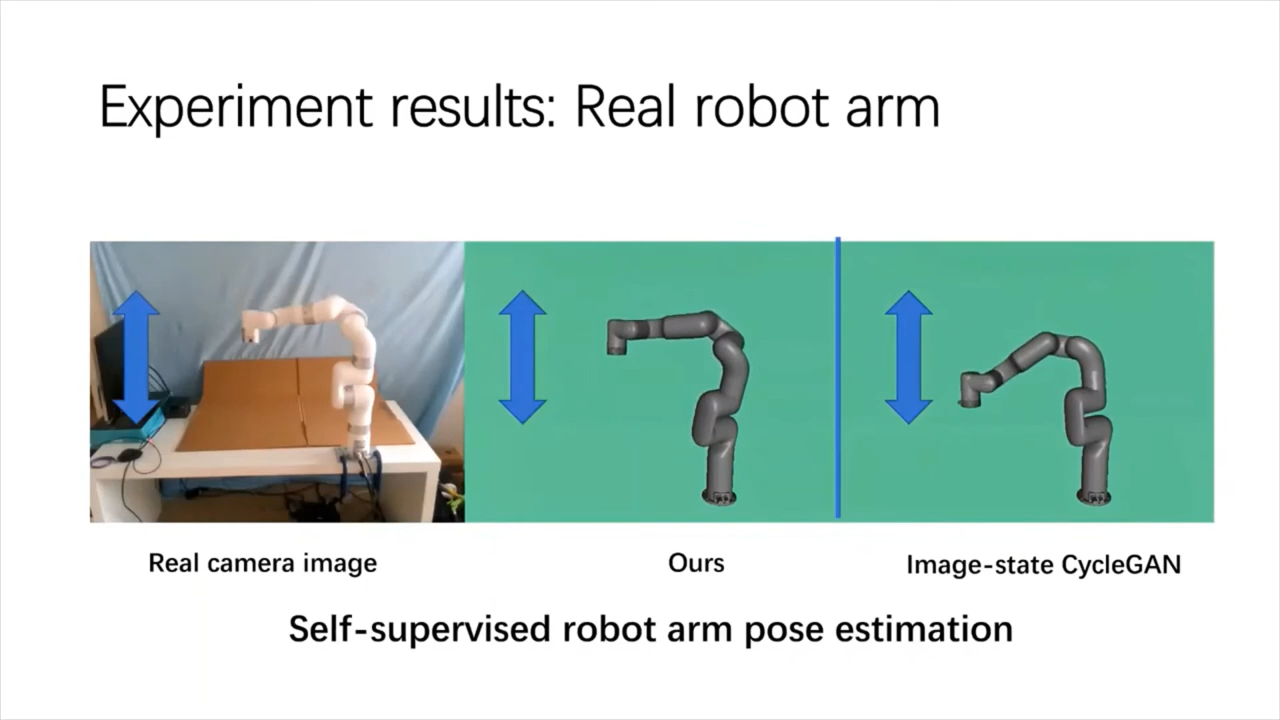 Experiment results: Real robot arm
Real camera image
Ours
Image-state CycleGAN
Self-supervised robot arm pose estimation